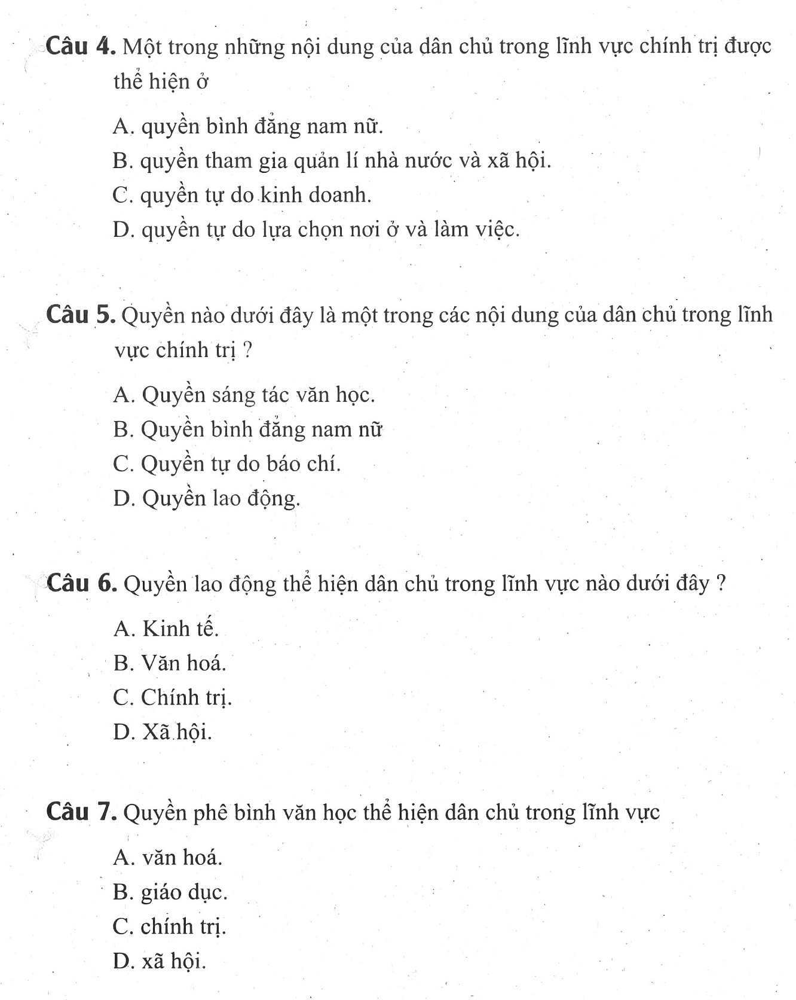 Câu 4. Một trong những nội dung của dân chủ trong lĩnh vực chính trị được
thể hiện ở
A. quyền bình đẳng nam nữ.
B. quyền tham gia quản lí nhà nước và xã hội.
C. quyền tự do kinh doanh.
D. quyền tự do lựa chọn nơi ở và làm việc.
Câu 5. Quyền nào dưới đây là một trong các nội dung của dân chủ trong lĩnh
vực chính trị ?
A. Quyền sáng tác văn học.
B. Quyền bình đẳng nam nữ
C. Quyền tự do báo chí.
D. Quyền lao động.
Câu 6. Quyền lao động thể hiện dân chủ trong lĩnh vực nào dưới đây ?
A. Kinh tế.
B. Văn hoá.
C. Chính trị.
D. Xã hội.
Câu 7. Quyền phê bình văn học thể hiện dân chủ trong lĩnh vực
A. văn hoá.
B. giáo dục.
C. chính trị.
D. xã hội.